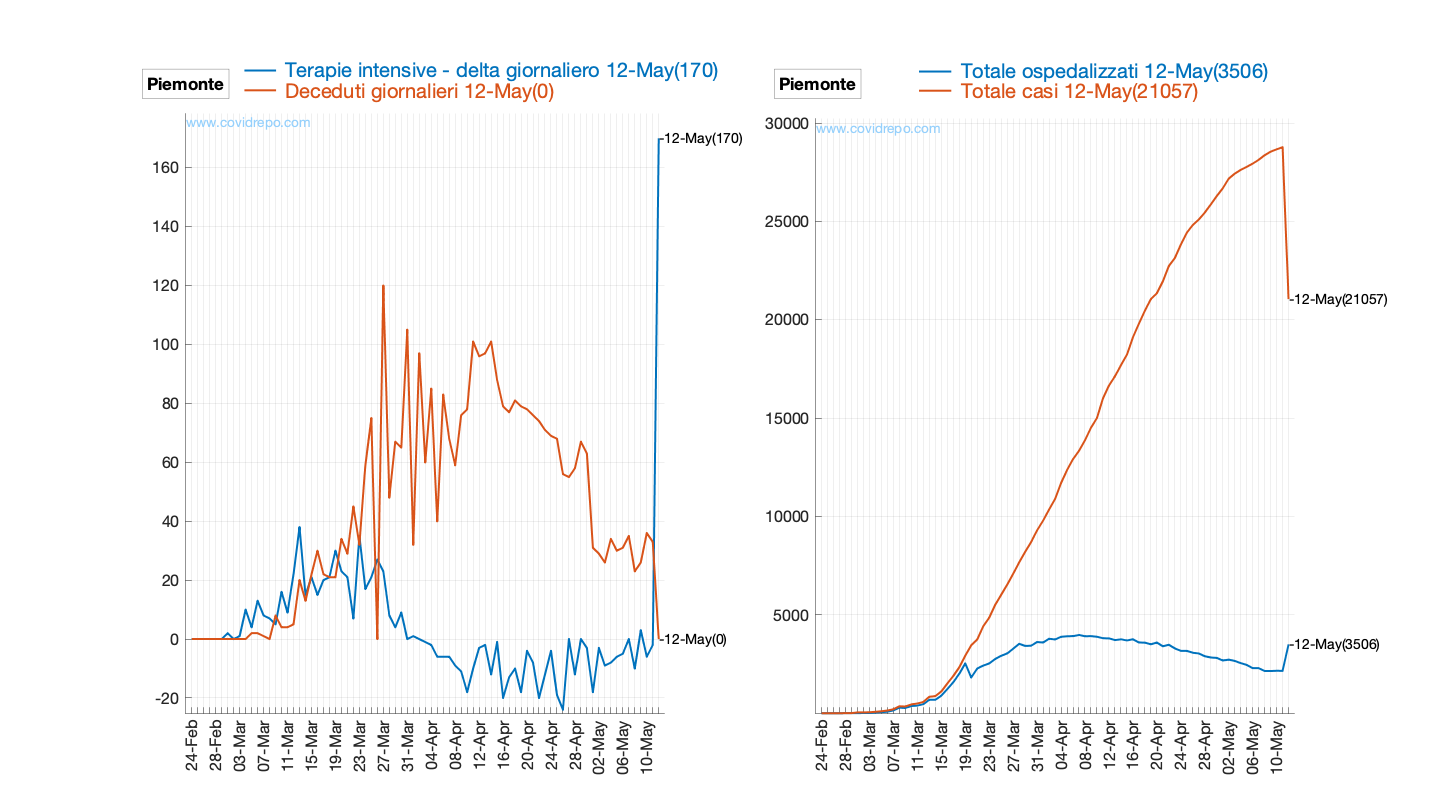 Piemonte
Terapie intensive - delta giornaliero 12-May(170)
Deceduti giornalieri 12-May(0)
www.covidrepo.com
12-May(170)
160
140
120
100
80
60
40
20
0
-20
12-May(0)
24-Feb
28-Feb
03-Mar
07-Mar
11-Mar
15-Mar
19-Mar
23-Mar
27-Mar
31-Mar
04-Apr
08-Apr
12-Apr
16-Apr
20-Apr
24-Apr
28-Apr
02-May
06-May
10-May
Piemonte
Totale ospedalizzati 12-May(3506)
Totale casi 12-May(21057)
www.covidrepo.com
30000
25000
20000
15000
10000
5000
12-May(21057)
12-May(3506)
24-Feb
28-Feb
03-Mar
07-Mar
11-Mar
15-Mar
19-Mar
23-Mar
27-Mar
31-Mar
04-Apr
08-Apr
12-Apr
16-Apr
20-Apr
24-Apr
28-Apr
02-May
06-May
10-May